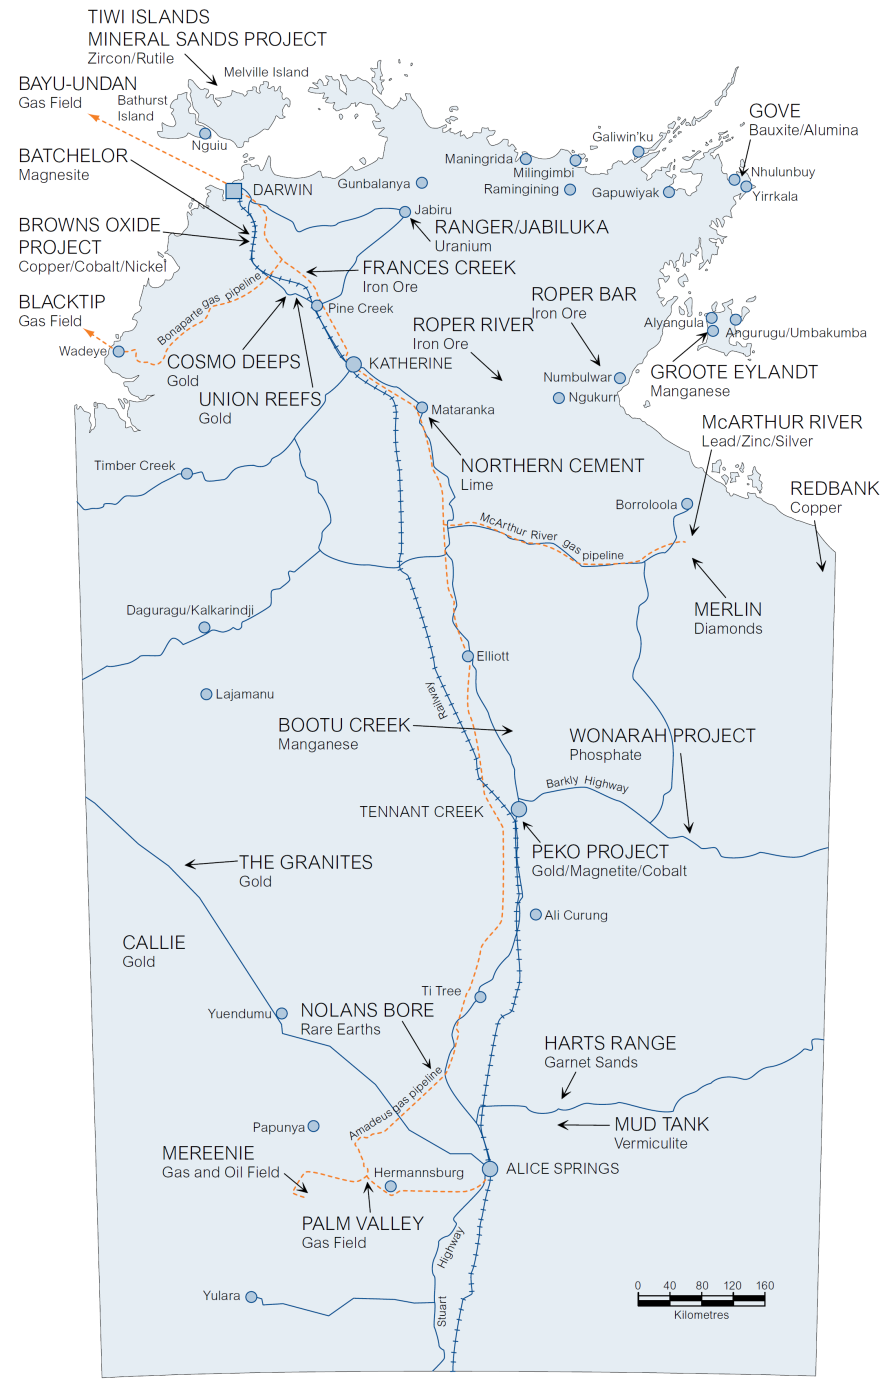 TIWI ISLANDS
MINERAL SANDS PROJECT
Zircon/Rutile
Melville Island
BAYU-UNDAN
Gas Field
Bathurst
Island
Nguiu
GOVE
Bauxite/Alumina
Galiwin'ku
Maningrida
Milingimbi
Ramingining
Gapuwiyak
Nhulunbuy
Yirrkala
BATCHELOR
Magnesite
DARWIN
Gunbalanya
Jabiru
RANGER/JABILUKA
Uranium
BROWNS OXIDE
PROJECT
Copper/Cobalt/Nickel
FRANCES CREEK
Iron Ore
BLACKTIP
Gas Field
Bonaparte gas pipeline
Pine Creek
ROPER BAR
Iron Ore
ROPER RIVER
Iron Ore
Alyangula
Angurugu/Umbakumba
Wadeye
COSMO DEEPS
Gold
KATHERINE
GROOTE EYLANDT
Manganese
Numbulwar
Ngukurr
UNION REEFS
Gold
Mataranka
McARTHUR RIVER
Lead/Zinc/Silver
Timber Creek
NORTHERN CEMENT
Lime
REDBANK
Copper
Borroloola
McArthur River gas pipeline
MERLIN
Diamonds
Daguragu/Kalkarindji
Elliott
Lajamanu
Railway
BOOTU CREEK
Manganese
WONARAH PROJECT
Phosphate
Barkly Highway
TENNANT CREEK
PEKO PROJECT
Gold/Magnetite/Cobalt
THE GRANITES
Gold
Ali Curung
CALLIE
Gold
Ti Tree
Yuendumu
NOLANS BORE
Rare Earths
HARTS RANGE
Garnet Sands
Amadeus gas pipeline
Papunya
MUD TANK
Vermiculite
MEREENIE
Gas and Oil Field
Hermannsburg
ALICE SPRINGS
PALM VALLEY
Gas Field
Stuart Highway
Yulara
0 40 80 120 160
Kilometres